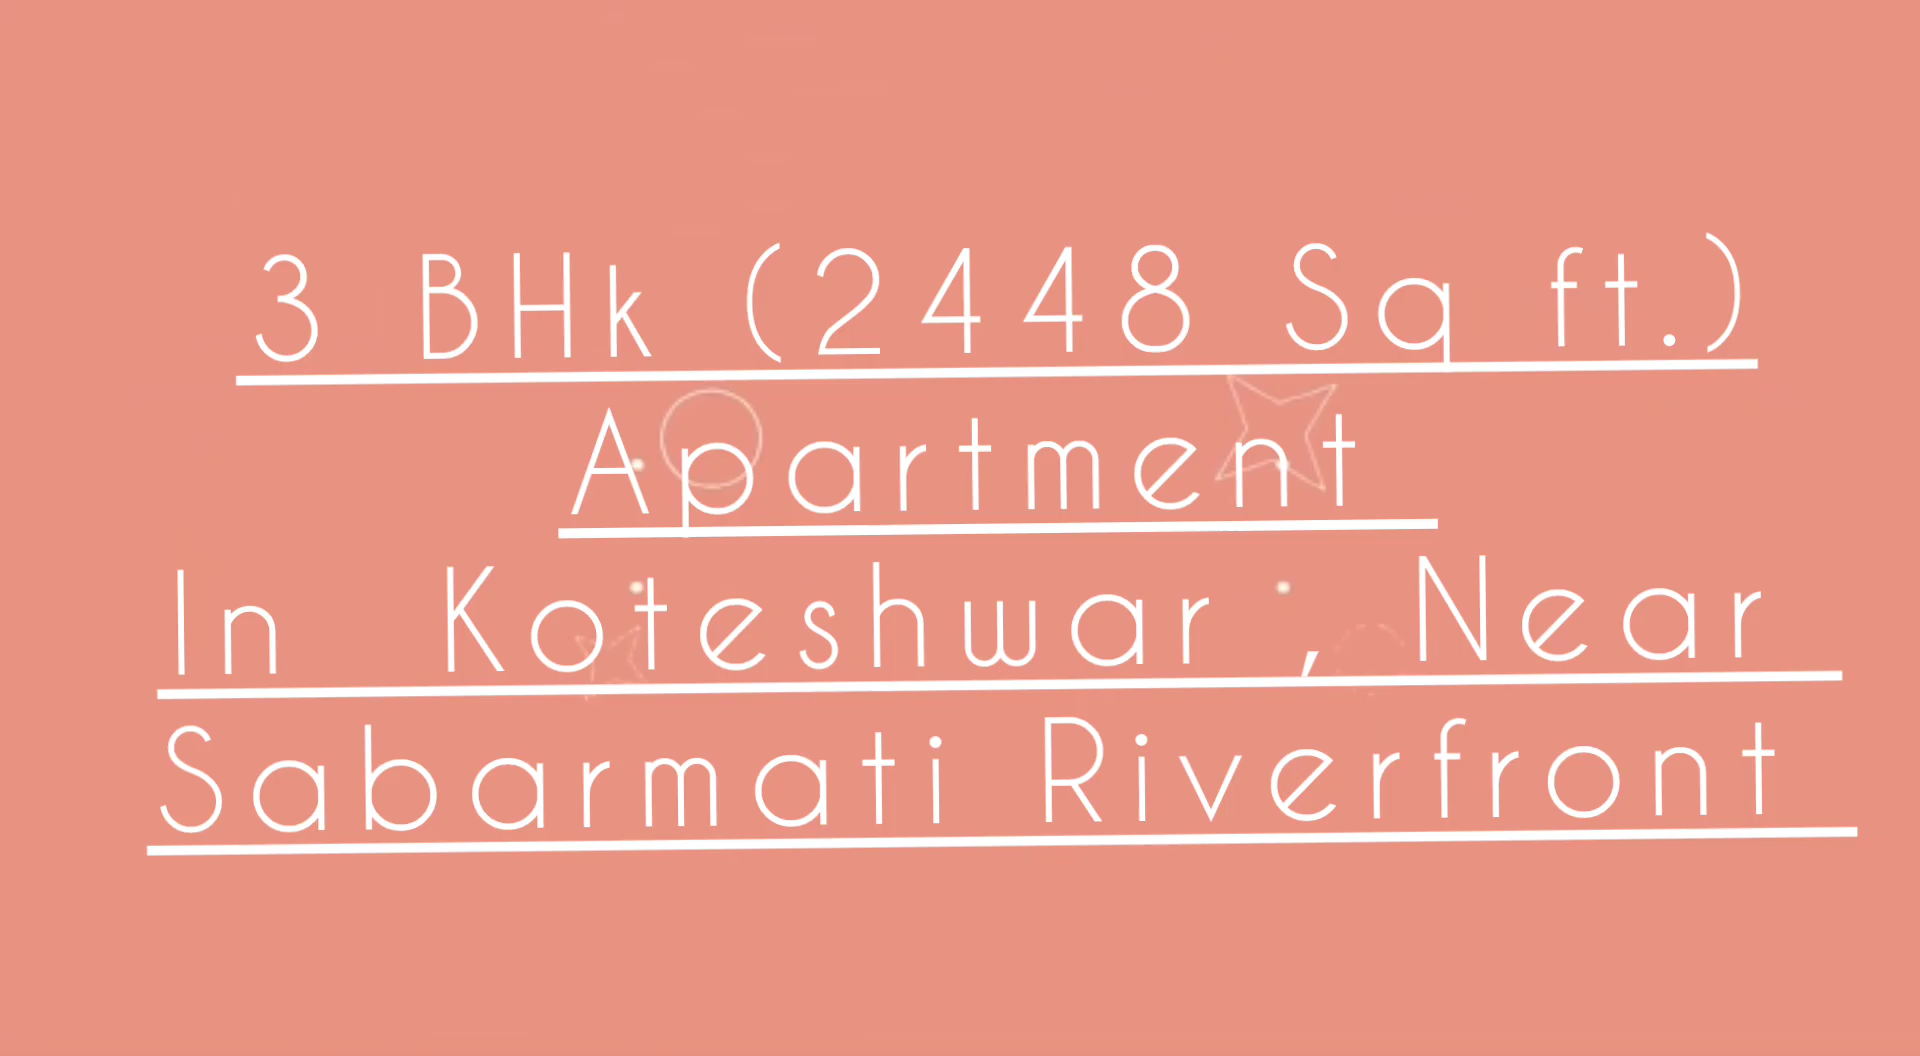 3 BHk (2448 Sq ft.)
Apartment
In Koteshwar , Near
Sabarmati Riverfront